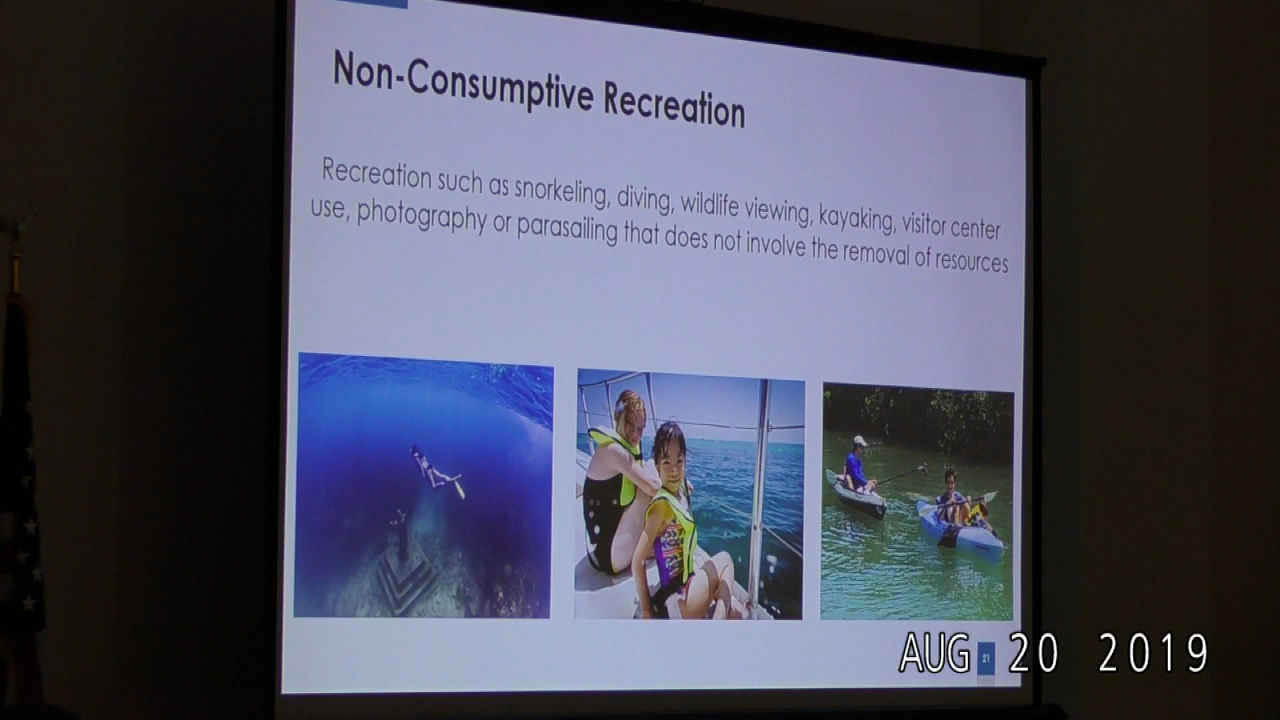 Non-Consumptive Recreation
Recreation such as snorkeling, diving, wildlife viewing, kayaking, visitor center
use, photography or parasailing that does not involve the removal of resources
21
AUG 20 2019